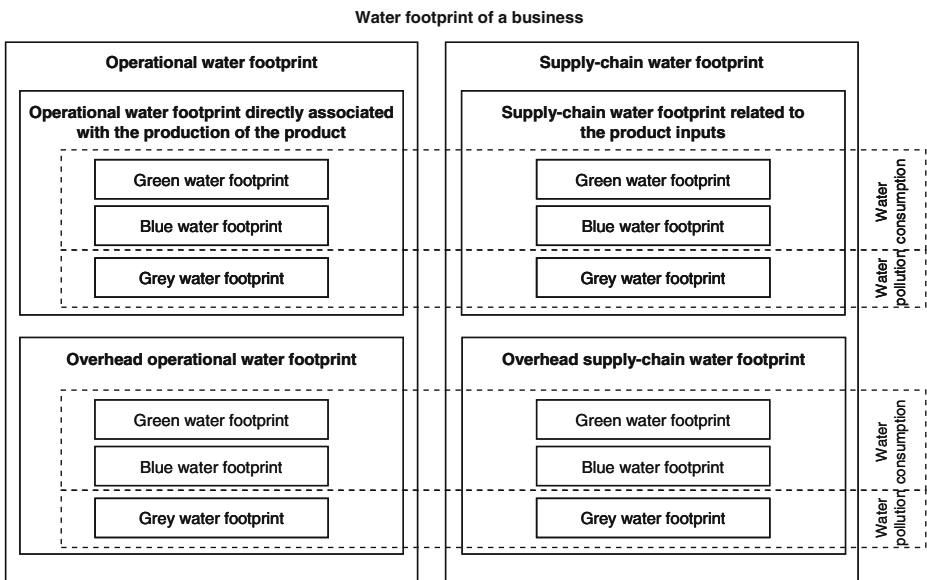 Water footprint of a business
Operational water footprint
Operational water footprint directly associated
with the production of the product
Green water footprint
Blue water footprint
Grey water footprint
Overhead operational water footprint
Green water footprint
Blue water footprint
Grey water footprint
Supply-chain water footprint
Supply-chain water footprint related to
the product inputs
Green water footprint
Blue water footprint
Grey water footprint
Overhead supply-chain water footprint
Green water footprint
Blue water footprint
Grey water footprint
Water
consumption
Water
pollution
Water
consumption
Water
pollution